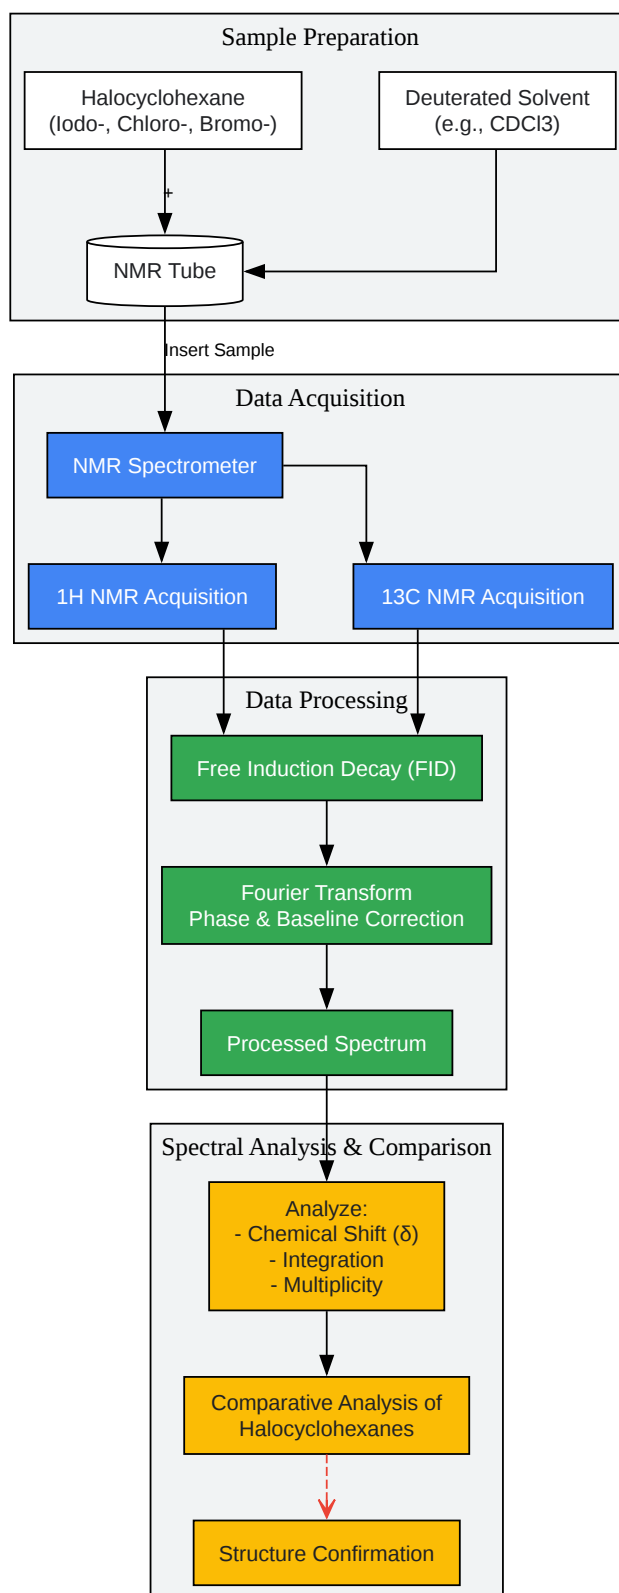 Sample Preparation
Halocyclohexane
(Iodo-, Chloro-, Bromo-)
Deuterated Solvent
(e.g., CDCl3)
+
NMR Tube
Insert Sample
Data Acquisition
NMR Spectrometer
1H NMR Acquisition
13C NMR Acquisition
Data Processing
Free Induction Decay (FID)
Fourier Transform
Phase & Baseline Correction
Processed Spectrum
Spectral Analysis & Comparison
Analyze:
- Chemical Shift (δ)
- Integration
- Multiplicity
Comparative Analysis of
Halocyclohexanes
Structure Confirmation